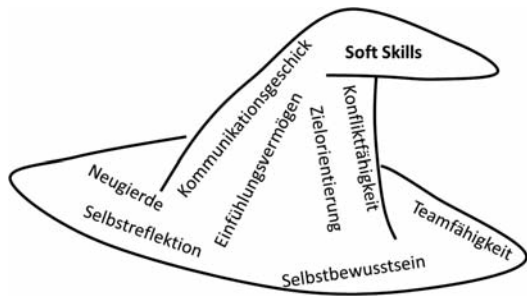 Soft Skills
Kommunikationsgeschick
Neugierde
Selbstreflektion
Einfühlungsvermögen
Zielorientierung
Konfliktfähigkeit
Teamfähigkeit
Selbstbewusstsein